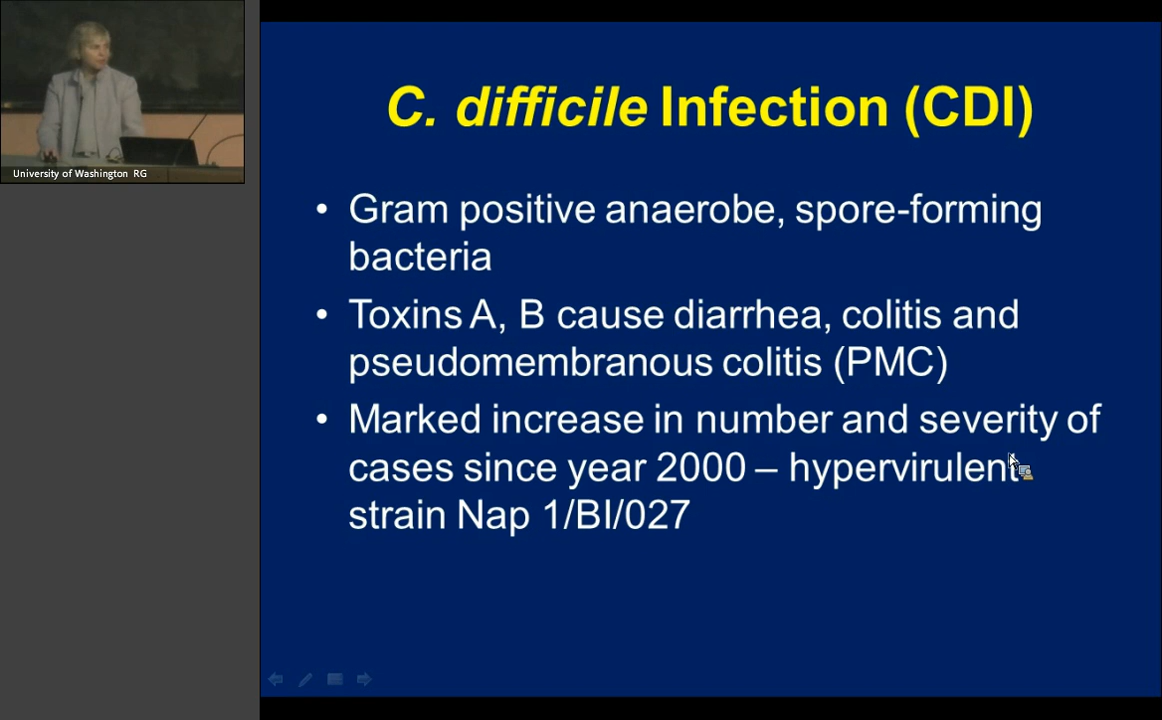 University of Washington RG
C. difficile Infection (CDI)
• Gram positive anaerobe, spore-forming
bacteria
• Toxins A, B cause diarrhea, colitis and
pseudomembranous colitis (PMC)
• Marked increase in number and severity of
cases since year 2000 – hypervirulent
strain Nap 1/BI/027